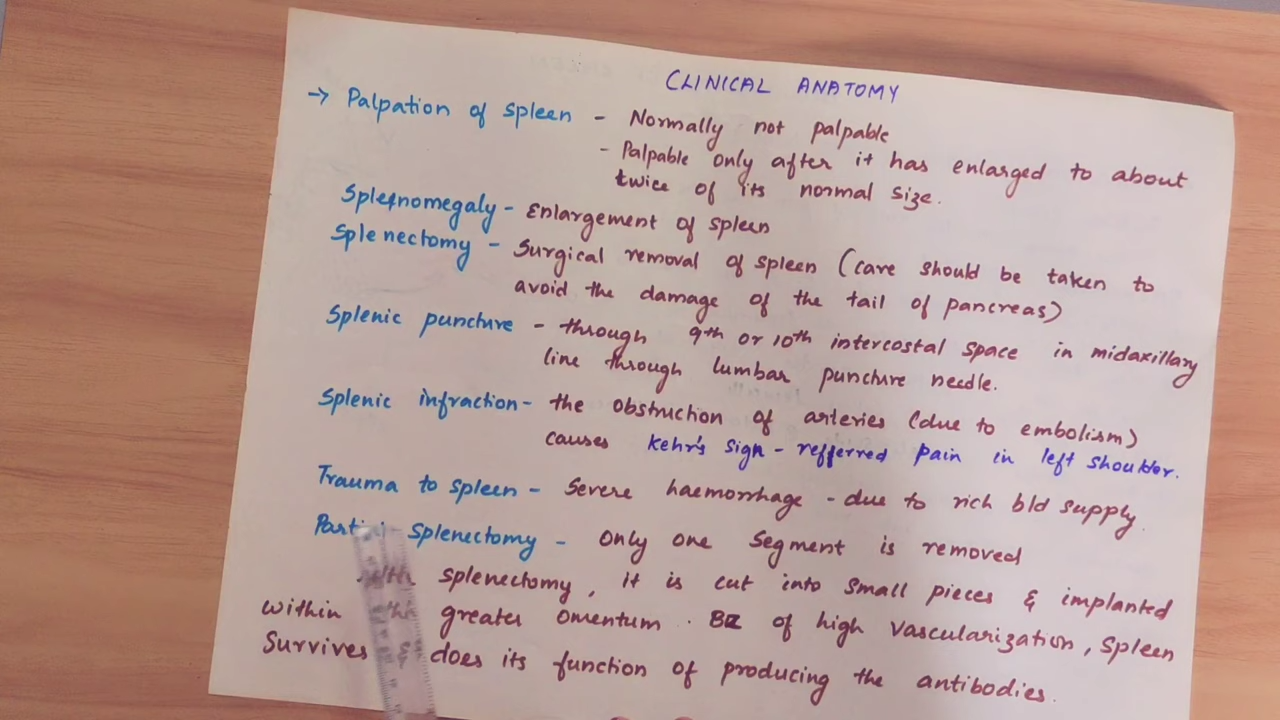 CLINICAL ANATOMY
→ Palpation of spleen - Normally not palpable
- Palpable only after it has enlarged to about
twice of its normal size.
Splenomegaly - Enlargement of spleen
Splenectomy - Surgical removal of spleen (care should be taken to
avoid the damage of the tail of pancreas)
Splenic puncture - through 9th or 10th intercostal space in midaxillary
line through lumbar puncture needle.
Splenic infraction - the obstruction of arteries (due to embolism)
causes Kehr's sign - refferred pain in left shoulder.
Trauma to spleen - Severe haemorrhage - due to rich bld supply.
Splenectomy - Only one segment is removed
splenectomy, it is cut into small pieces & implanted
within the greater omentum. Bz of high vascularization, spleen
survives & does its function of producing the antibodies.